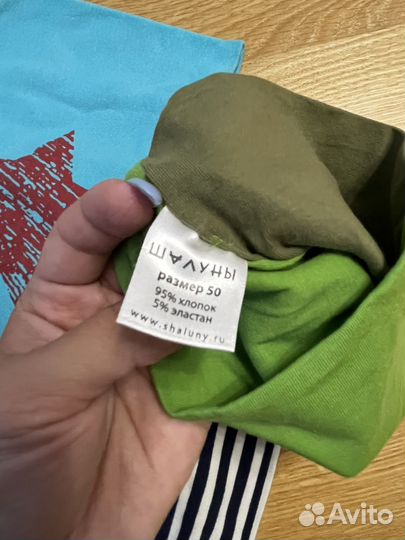 ШАЛУНЫ
размер 50
95% хлопок
5% эластан
www.shaluny.ru
Avito